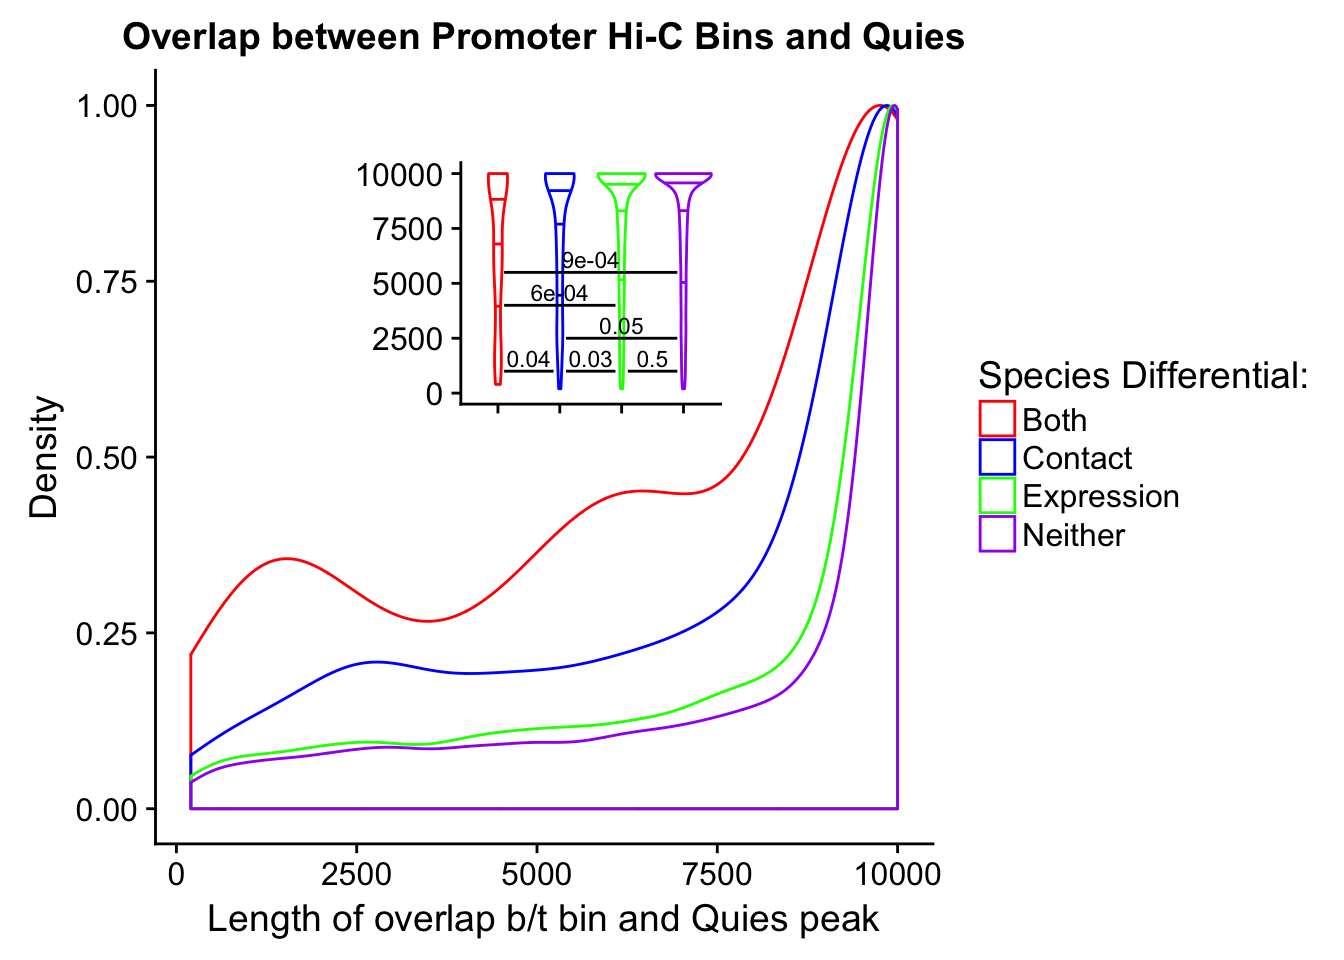 Overlap between Promoter Hi-C Bins and Quies
1.00
0.75
0.50
0.25
0.00
Density
10000
7500
5000
2500
0
9e-04
6e-04
0.05
0.04 0.03 0.5
Species Differential:
Both
Contact
Expression
Neither
0 2500 5000 7500 10000
Length of overlap b/t bin and Quies peak